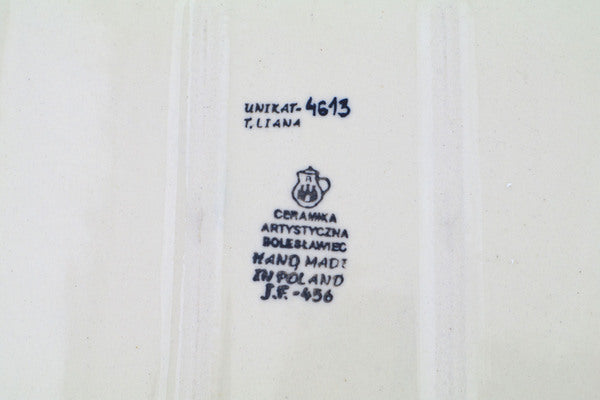 UNIKAT-4613
T.LIANA
CERAMIKA
ARTYSTYCZNA
BOLESŁAWIEC
HAND MADE
IN POLAND
J.F.-456